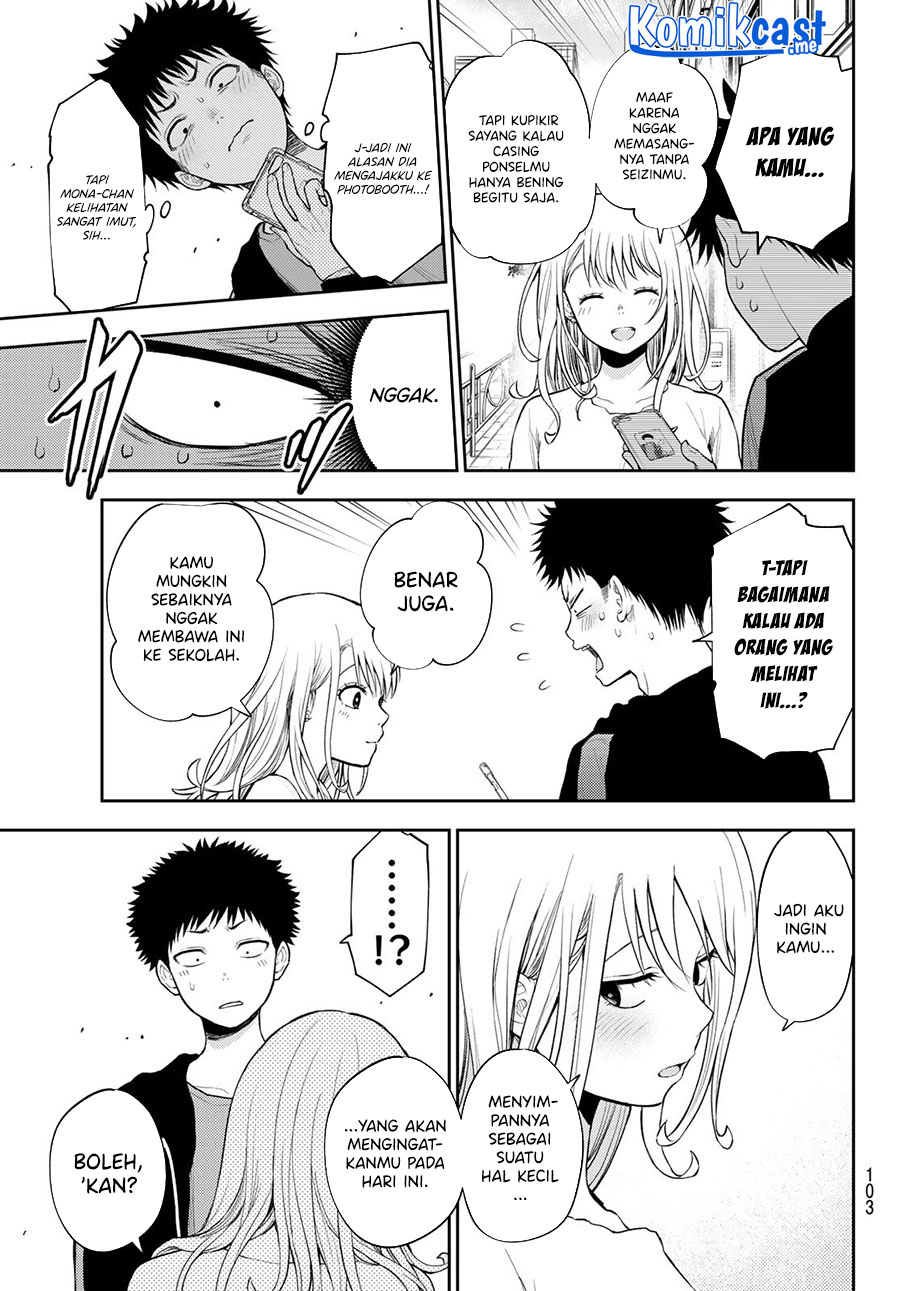 Komikcast
.me
APA YANG
KAMU...
MAAF
KARENA
NGGAK
MEMASANG-
NYA TANPA
SEIZINMU.
TAPI KUPIKIR
SAYANG KALAU
CASING
PONSELMU
HANYA BENING
BEGITU SAJA.
J-JADI INI
ALASAN DIA
MENGAJAKKU KE
PHOTOBOOTH...!
TAPI
MONA-CHAN
KELIHATAN
SANGAT IMUT,
SIH...
NGGAK.
ガバッ
T-TAPI
BAGAIMANA
KALAU ADA
ORANG YANG
MELIHAT
INI...?
BENAR
JUGA.
KAMU
MUNGKIN
SEBAIKNYA
NGGAK
MEMBAWA INI
KE SEKOLAH.
JADI AKU
INGIN
KAMU...
MENYIM-
PANNYA
SEBAGAI
SUATU
HAL KECIL
...
...YANG AKAN
MENGINGAT-
KANMU PADA
HARI INI.
........
!?
BOLEH,
'KAN?
103